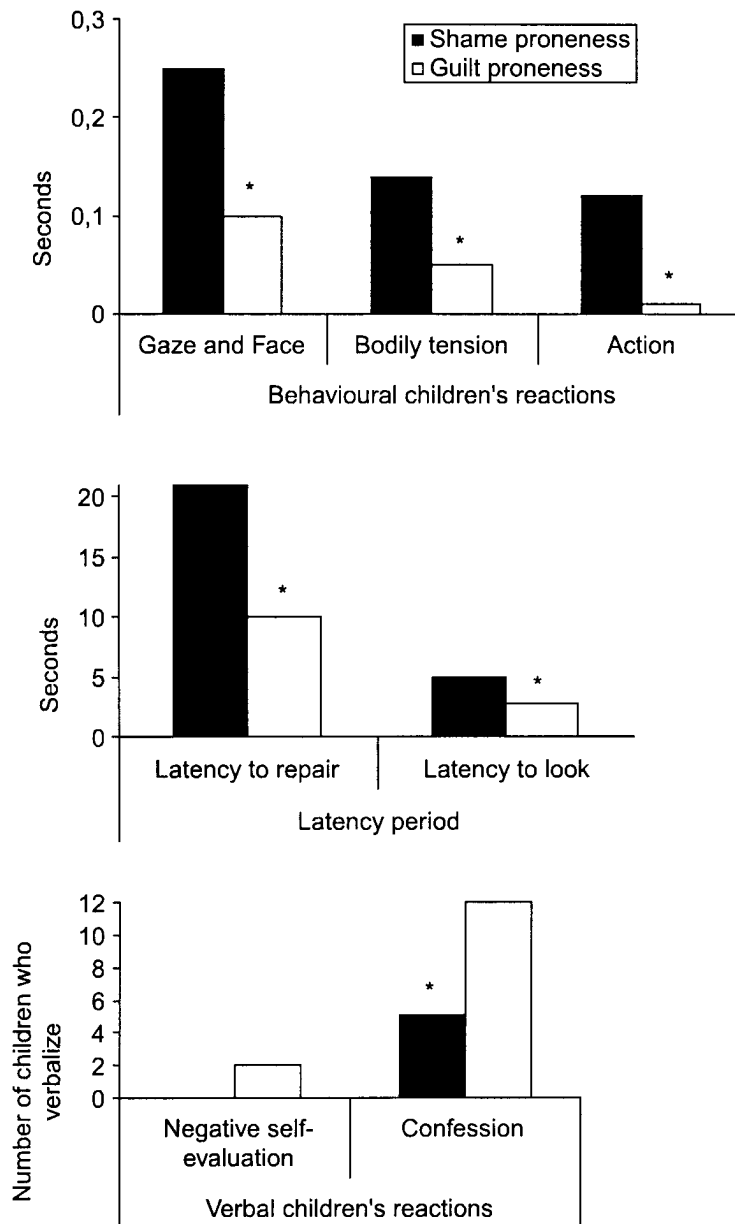 0,3
■ Shame proneness
□ Guilt proneness
0,2
Seconds
*
*
0,1
*
0
Gaze and Face Bodily tension Action
Behavioural children's reactions
20
15
*
Seconds
10
5
*
0
Latency to repair Latency to look
Latency period
12
10
Number of children who
verbalize
8
*
6
4
2
0
Negative self-
evaluation
Confession
Verbal children's reactions